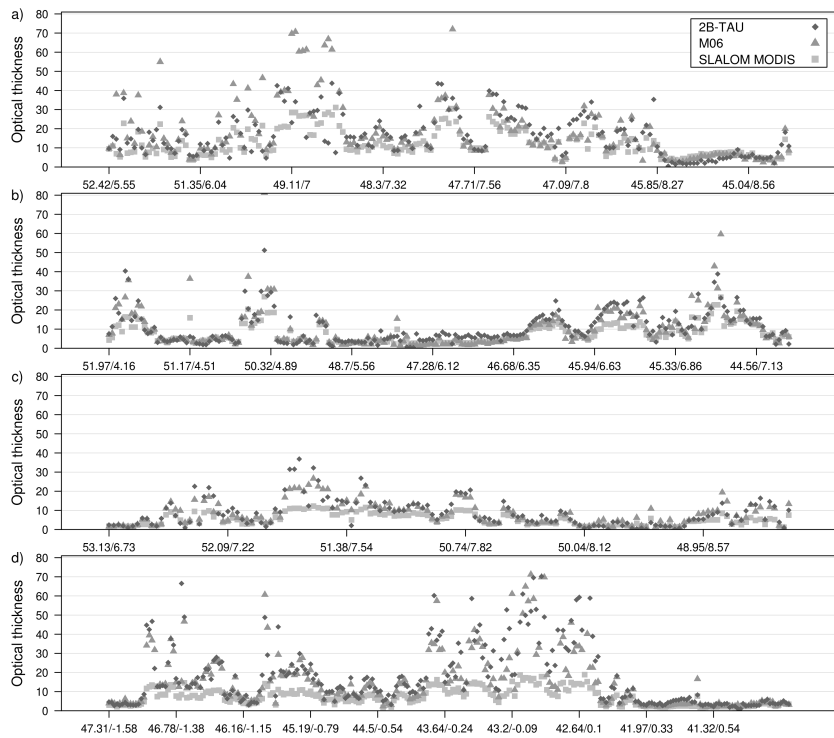 a)
80
70
60
50
40
30
20
10
0
Optical thickness
2B-TAU
M06
SLALOM MODIS
52.42/5.55 51.35/6.04 49.11/7 48.3/7.32 47.71/7.56 47.09/7.8 45.85/8.27 45.04/8.56
b)
80
70
60
50
40
30
20
10
0
Optical thickness
51.97/4.16 51.17/4.51 50.32/4.89 48.7/5.56 47.28/6.12 46.68/6.35 45.94/6.63 45.33/6.86 44.56/7.13
c)
80
70
60
50
40
30
20
10
0
Optical thickness
53.13/6.73 52.09/7.22 51.38/7.54 50.74/7.82 50.04/8.12 48.95/8.57
d)
80
70
60
50
40
30
20
10
0
Optical thickness
47.31/-1.58 46.78/-1.38 46.16/-1.15 45.19/-0.79 44.5/-0.54 43.64/-0.24 43.2/-0.09 42.64/0.1 41.97/0.33 41.32/0.54